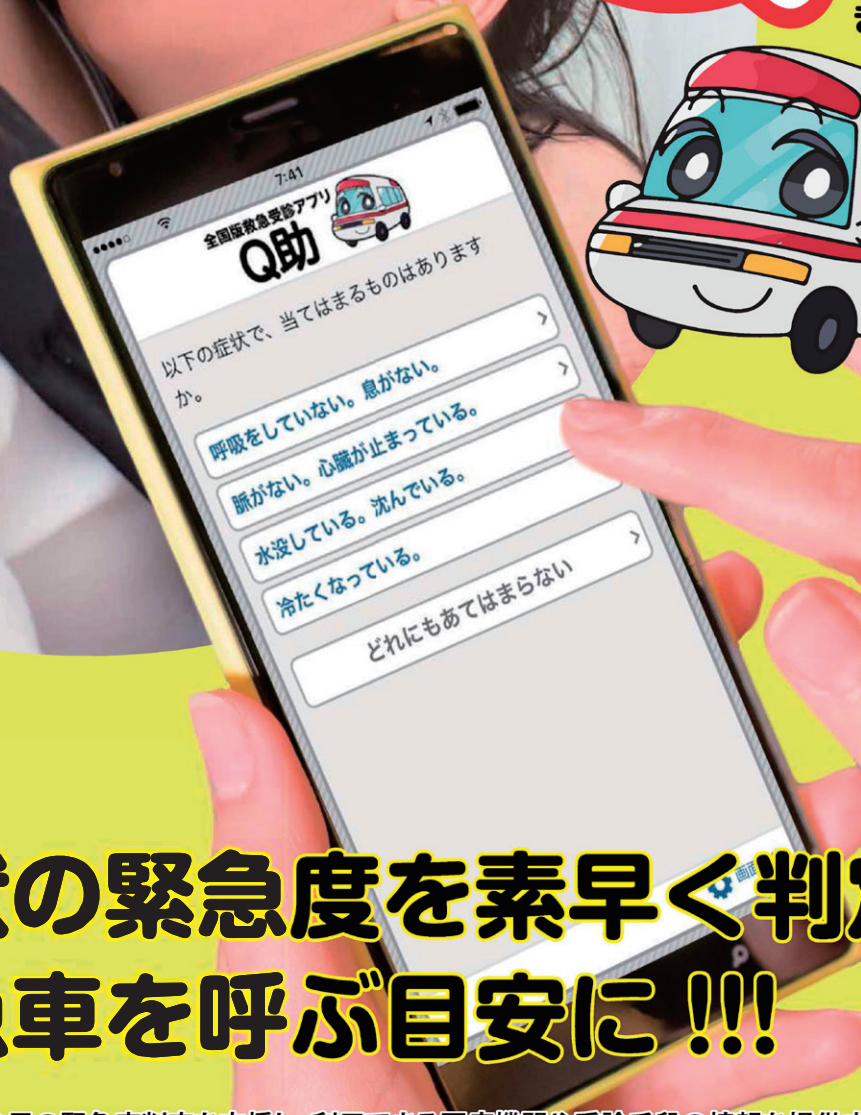 7:41
全国版救急受診アプリ
Q助
以下の症状で、当てはまるものはあります
か。
呼吸をしていない。息がない。
脈がない。心臓が止まっている。
水没している。沈んでいる。
冷たくなっている。
どれにもあてはまらない
画面
の緊急度を素早く判定
急車を呼ぶ目安に!!!